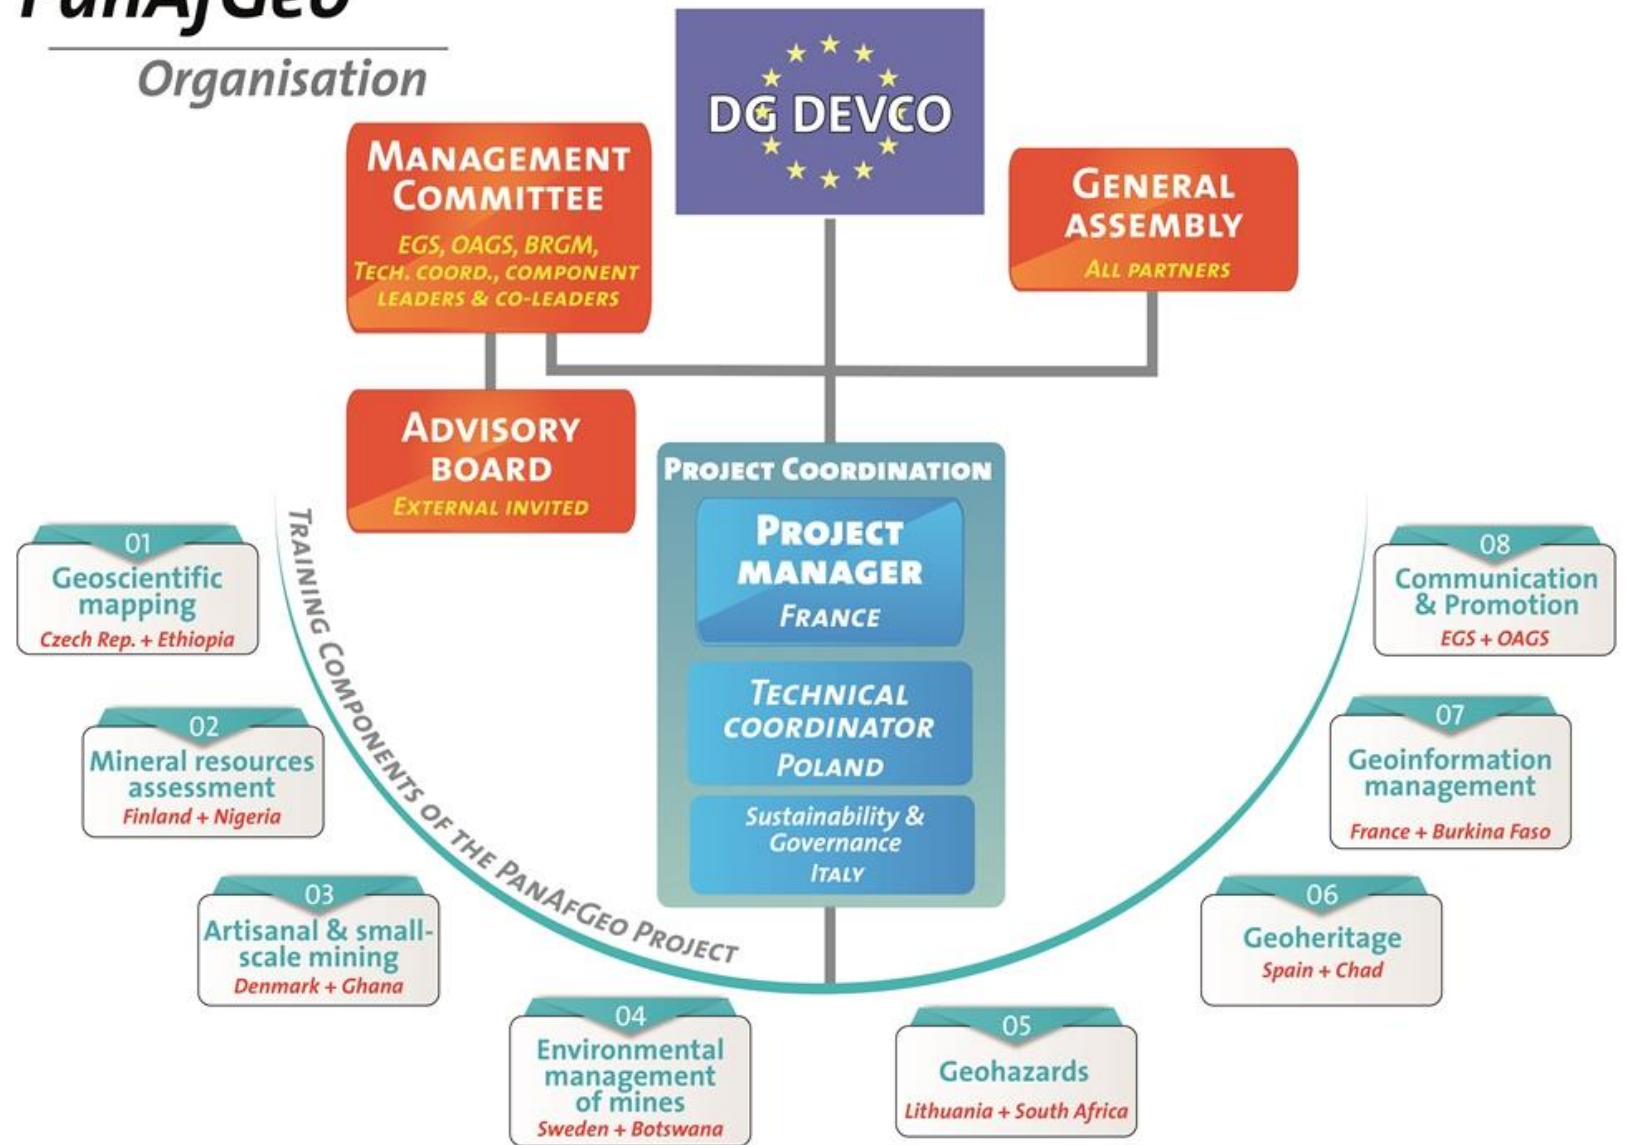 PanAfGeo
Organisation
DG DEVCO
MANAGEMENT
COMMITTEE
EGS, OAGS, BRGM,
TECH. COORD., COMPONENT
LEADERS & CO-LEADERS
GENERAL
ASSEMBLY
ALL PARTNERS
ADVISORY
BOARD
EXTERNAL INVITED
PROJECT COORDINATION
PROJECT
MANAGER
FRANCE
TECHNICAL
COORDINATOR
POLAND
Sustainability &
Governance
ITALY
TRAINING COMPONENTS OF THE PANAFGEO PROJECT
01
Geoscientific
mapping
Czech Rep. + Ethiopia
02
Mineral resources
assessment
Finland + Nigeria
03
Artisanal & small-
scale mining
Denmark + Ghana
04
Environmental
management
of mines
Sweden + Botswana
05
Geohazards
Lithuania + South Africa
06
Geoheritage
Spain + Chad
07
Geoinformation
management
France + Burkina Faso
08
Communication
& Promotion
EGS + OAGS